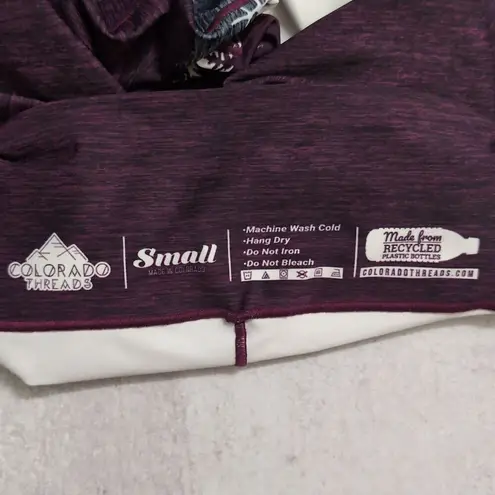 COLORADO
THREADS
Small
MADE IN COLORADO
•Machine Wash Cold
•Hang Dry
•Do Not Iron
•Do Not Bleach
Made from
RECYCLED
PLASTIC BOTTLES
COLORADOTHREADS.COM